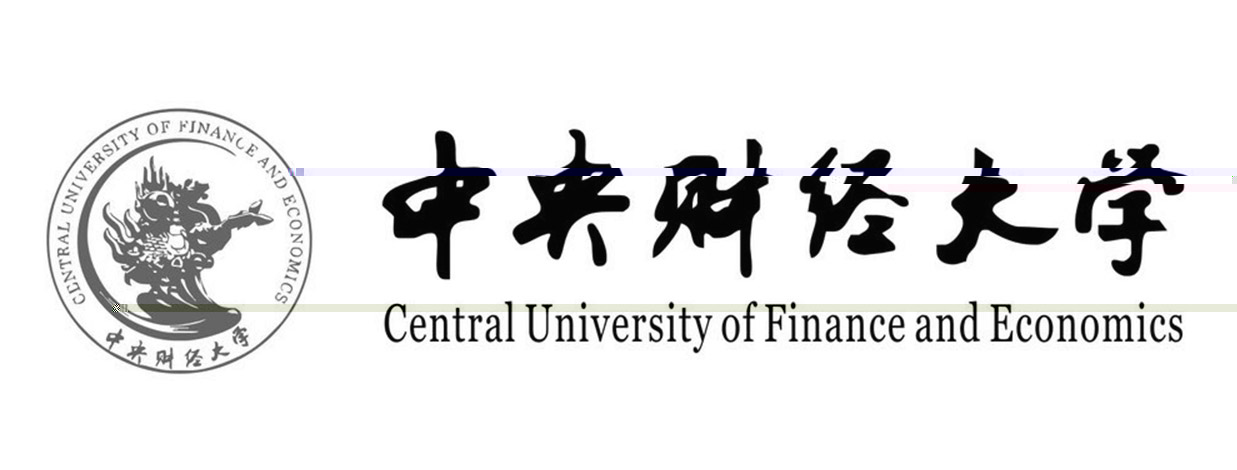 CENTRAL UNIVERSITY OF FINANCE AND ECONOMICS
中央财经大学
中央财经大学
Central University of Finance and Economics